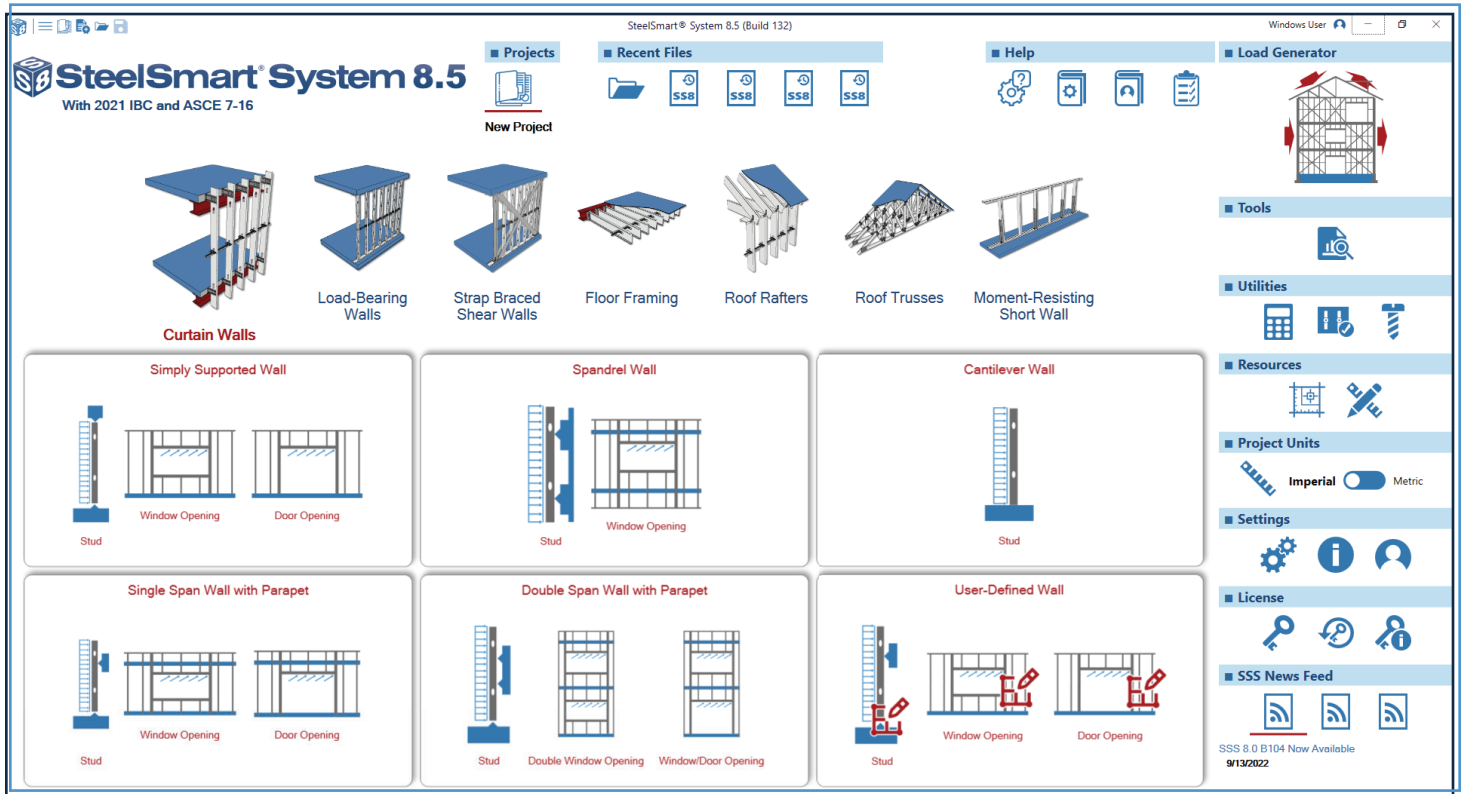 SteelSmart® System 8.5 (Build 132)
Windows User
SteelSmart® System 8.5
With 2021 IBC and ASCE 7-16
Projects
New Project
Recent Files
SS8
SS8
SS8
SS8
Help
Load Generator
Curtain Walls
Load-Bearing
Walls
Strap Braced
Shear Walls
Floor Framing
Roof Rafters
Roof Trusses
Moment-Resisting
Short Wall
Tools
Utilities
Resources
Project Units
Imperial
Metric
Settings
License
SSS News Feed
SSS 8.0 B104 Now Available
9/13/2022
Simply Supported Wall
Stud
Window Opening
Door Opening
Spandrel Wall
Stud
Window Opening
Cantilever Wall
Stud
Single Span Wall with Parapet
Stud
Window Opening
Door Opening
Double Span Wall with Parapet
Stud
Double Window Opening
Window/Door Opening
User-Defined Wall
Stud
Window Opening
Door Opening